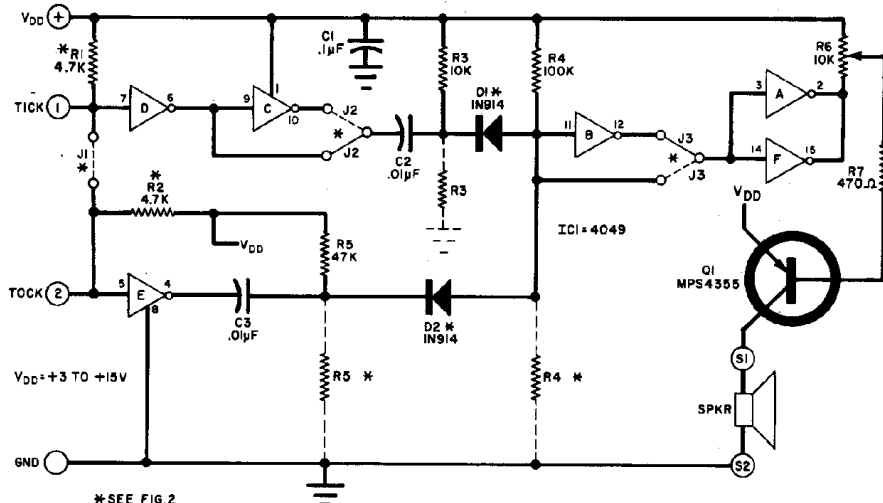 VDD +
*R1
4.7K
C1
.1µF
R3
10K
D1*
1N914
R4
100K
R6
10K
TICK 1
7 D 6
9 C 1
10
J2
*
J2
C2
.01µF
R3
11 B 12
J3
*
J3
3 A 2
14 F 15
R7
470Ω
J1
*
*
R2
4.7K
VDD
R5
47K
IC1=4049
VDD
Q1
MPS4355
TOCK 2
5 E 4
8
C3
.01µF
D2*
1N914
R5 *
R4 *
S1
SPKR
S2
VDD=+3 TO +15V
GND
*SEE FIG.2